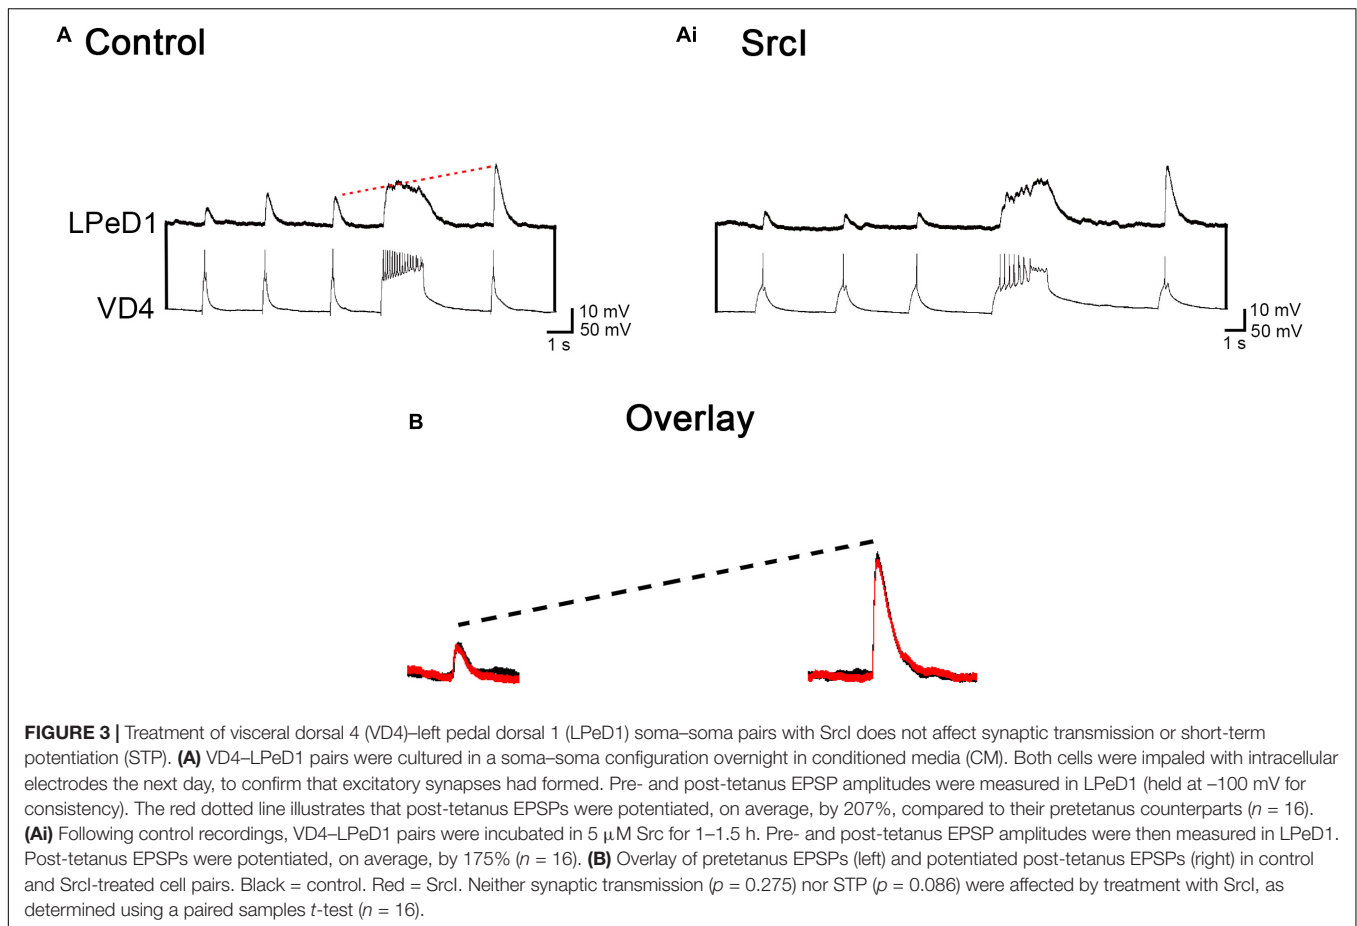 A Control
Ai SrcI
LPeD1
VD4
10 mV
50 mV
1 s
10 mV
50 mV
1 s
B Overlay
FIGURE 3 | Treatment of visceral dorsal 4 (VD4)–left pedal dorsal 1 (LPeD1) soma–soma pairs with SrcI does not affect synaptic transmission or short-term
potentiation (STP). (A) VD4–LPeD1 pairs were cultured in a soma–soma configuration overnight in conditioned media (CM). Both cells were impaled with intracellular
electrodes the next day, to confirm that excitatory synapses had formed. Pre- and post-tetanus EPSP amplitudes were measured in LPeD1 (held at –100 mV for
consistency). The red dotted line illustrates that post-tetanus EPSPs were potentiated, on average, by 207%, compared to their pretetanus counterparts (n = 16).
(Ai) Following control recordings, VD4–LPeD1 pairs were incubated in 5 μM Src for 1–1.5 h. Pre- and post-tetanus EPSP amplitudes were then measured in LPeD1.
Post-tetanus EPSPs were potentiated, on average, by 175% (n = 16). (B) Overlay of pretetanus EPSPs (left) and potentiated post-tetanus EPSPs (right) in control
and SrcI-treated cell pairs. Black = control. Red = SrcI. Neither synaptic transmission (p = 0.275) nor STP (p = 0.086) were affected by treatment with SrcI, as
determined using a paired samples t-test (n = 16).